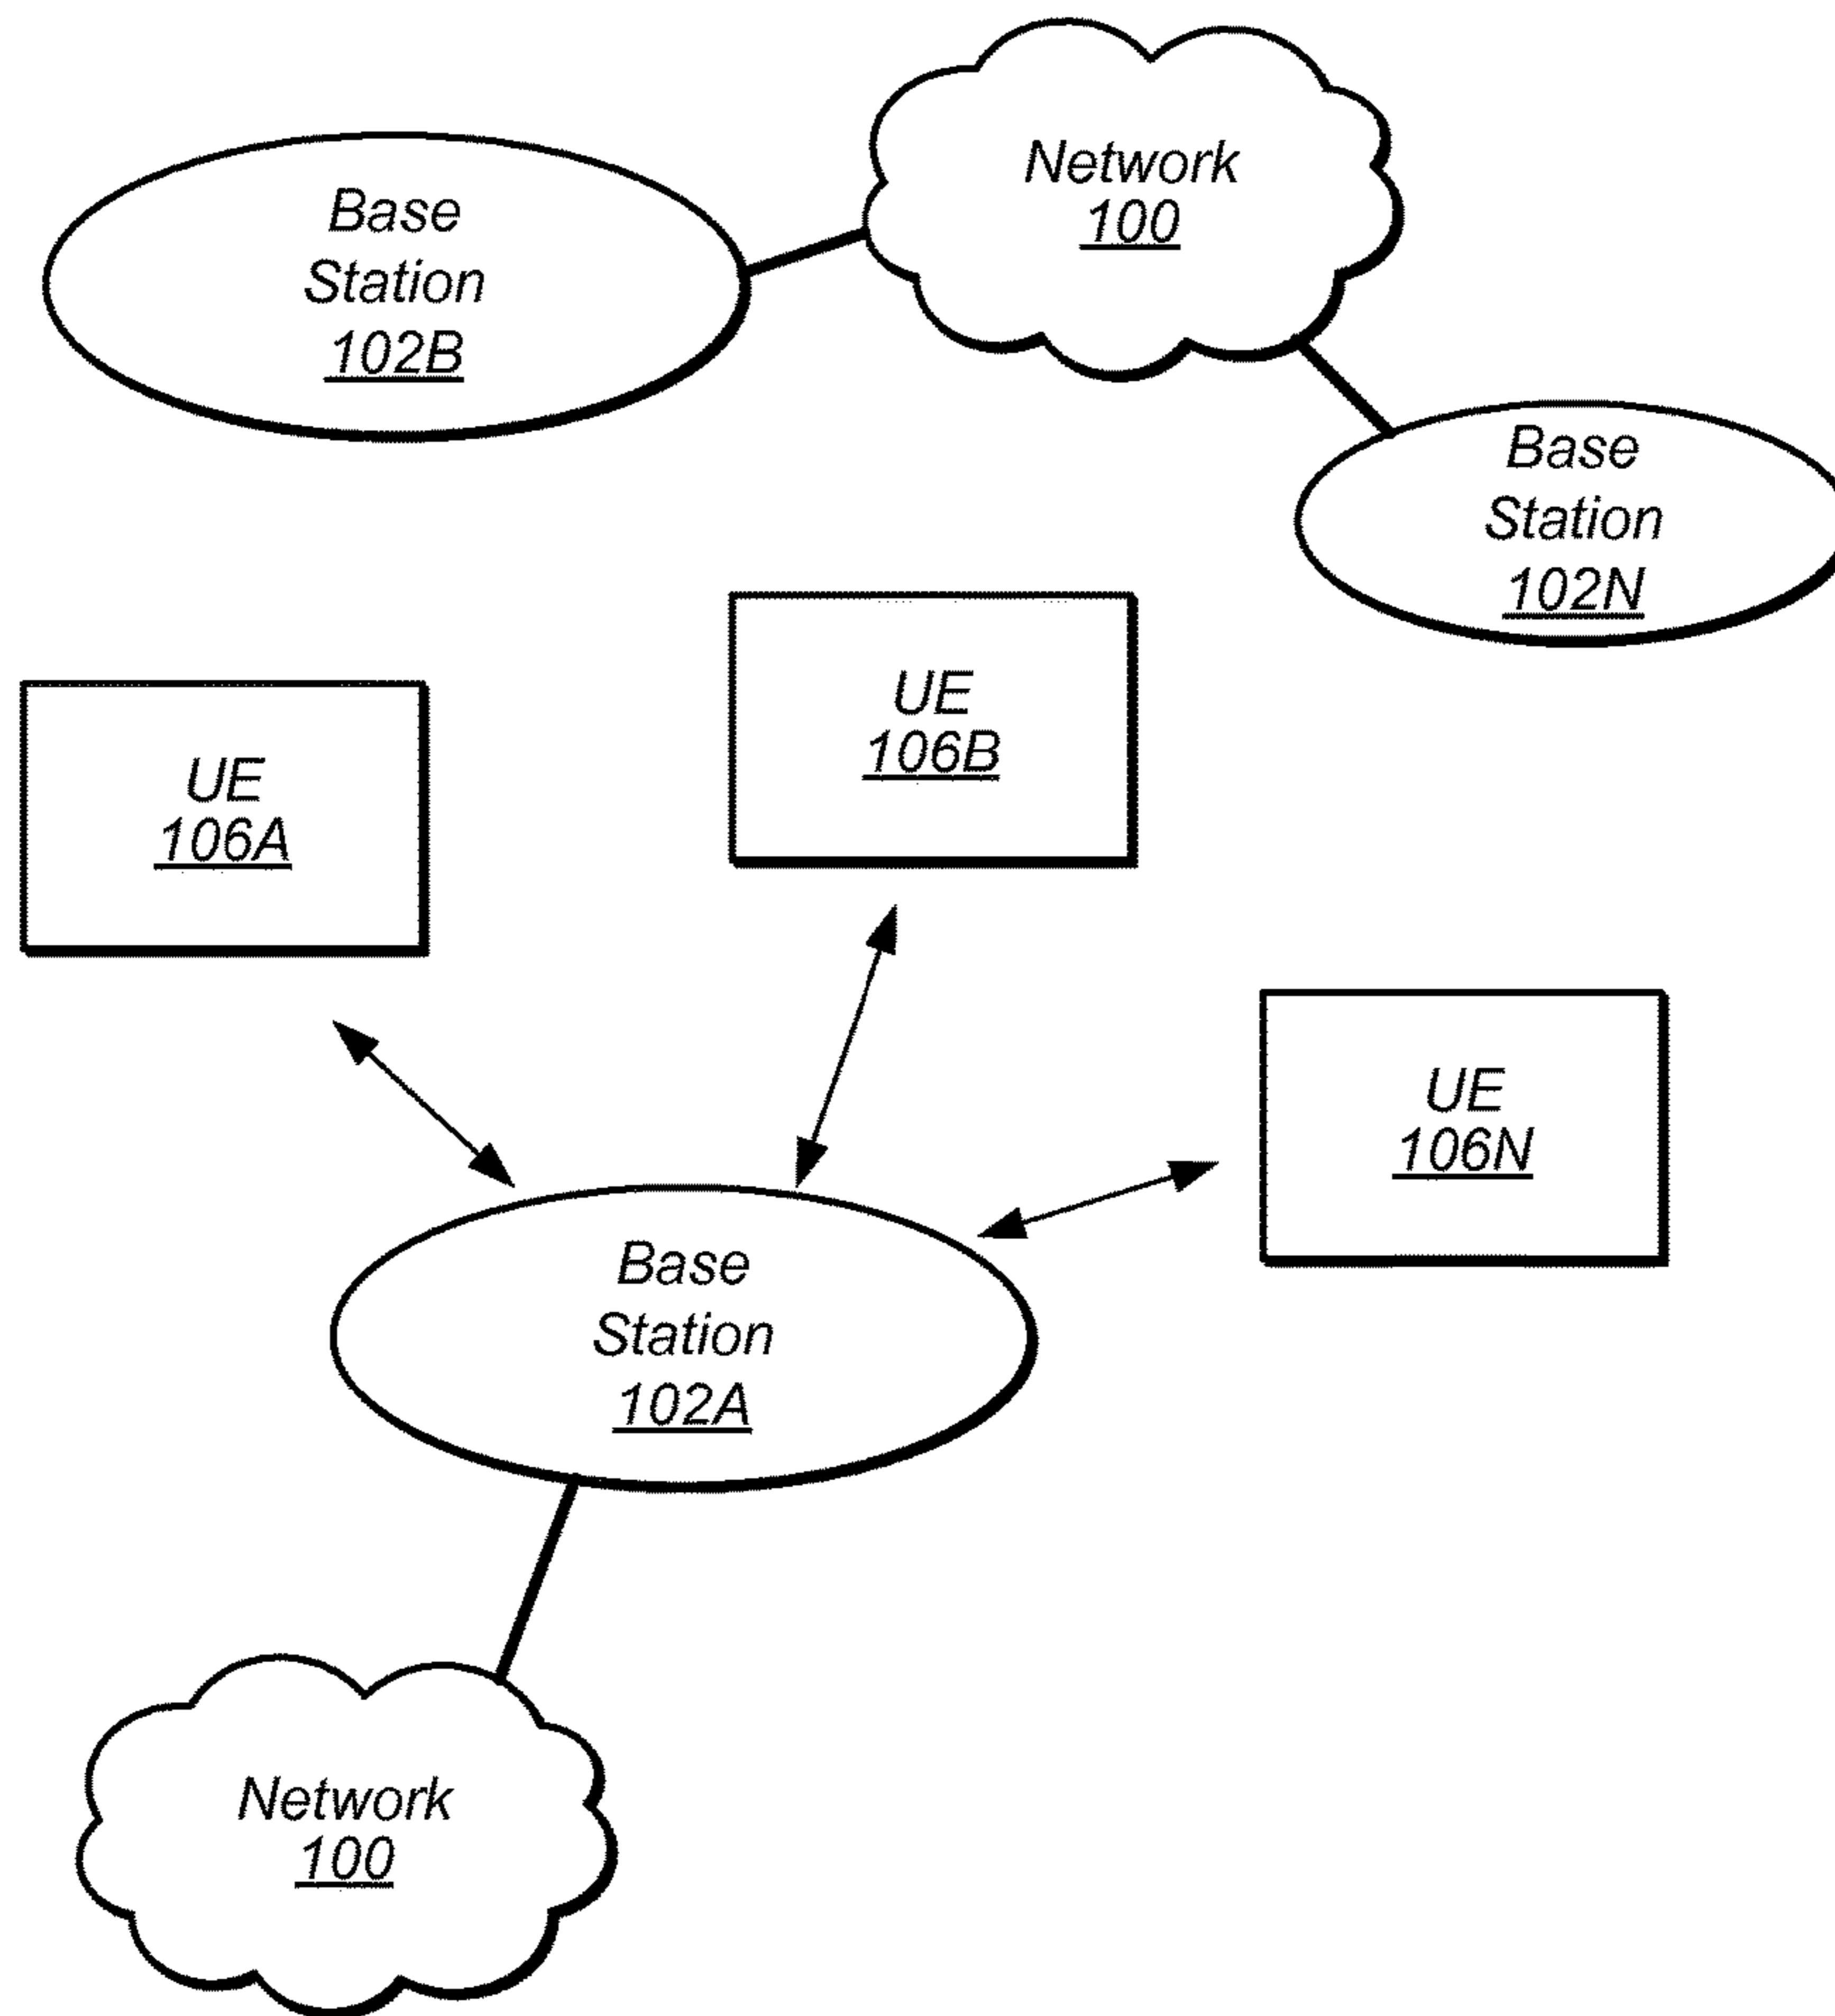 Network
100
Base
Station
102B
Base
Station
102N
UE
106B
UE
106A
UE
106N
Base
Station
102A
Network
100